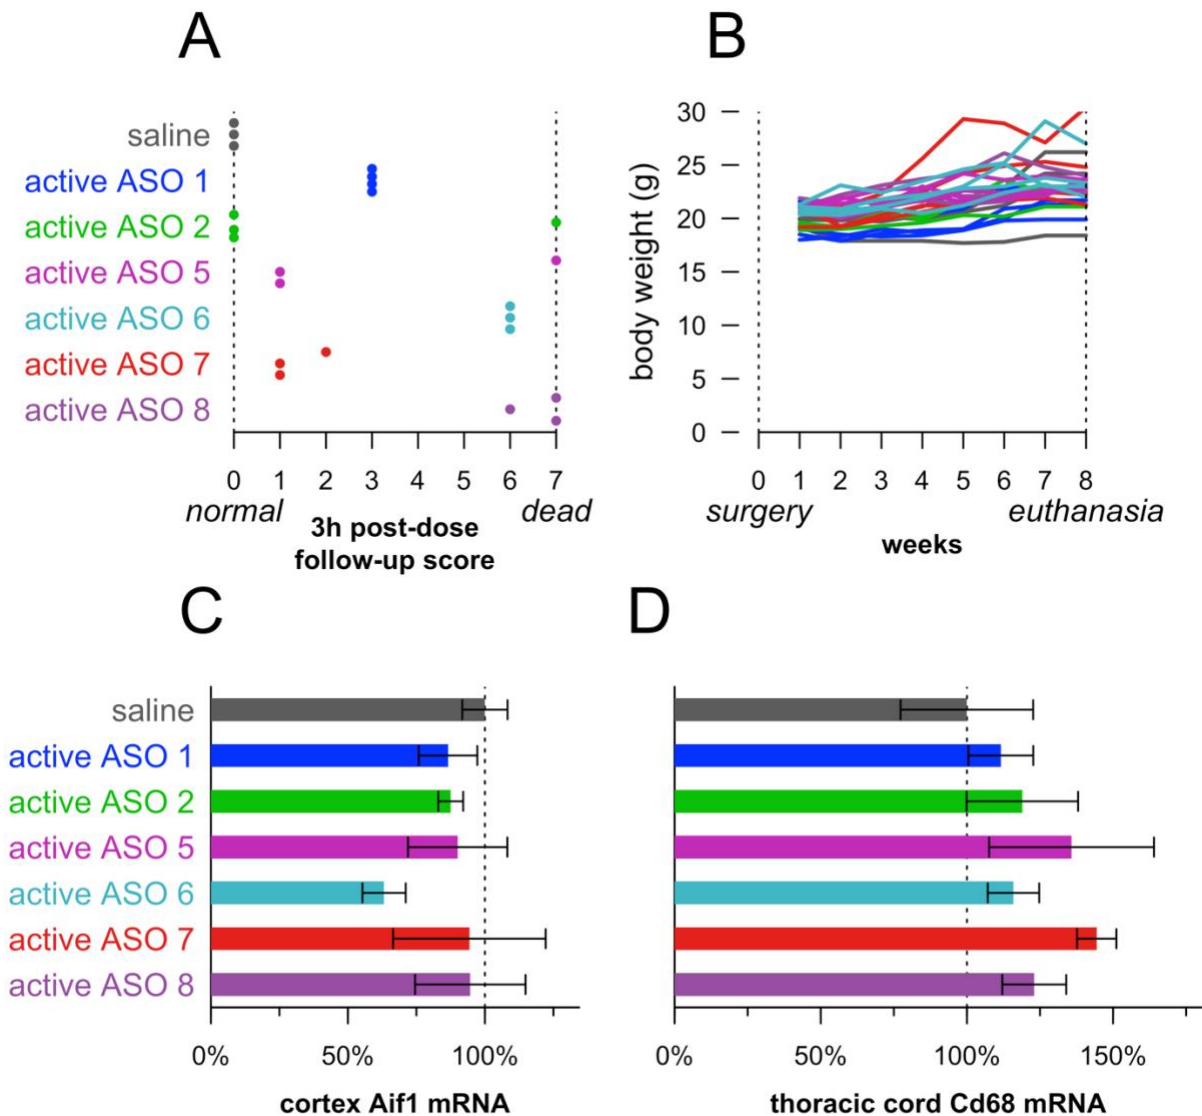 A
saline
active ASO 1
active ASO 2
active ASO 5
active ASO 6
active ASO 7
active ASO 8
0 1 2 3 4 5 6 7
normal dead
3h post-dose
follow-up score
B
body weight (g)
30
25
20
15
10
5
0
0 1 2 3 4 5 6 7 8
surgery euthanasia
weeks
C
saline
active ASO 1
active ASO 2
active ASO 5
active ASO 6
active ASO 7
active ASO 8
0% 50% 100%
cortex Aif1 mRNA
D
0% 50% 100% 150%
thoracic cord Cd68 mRNA